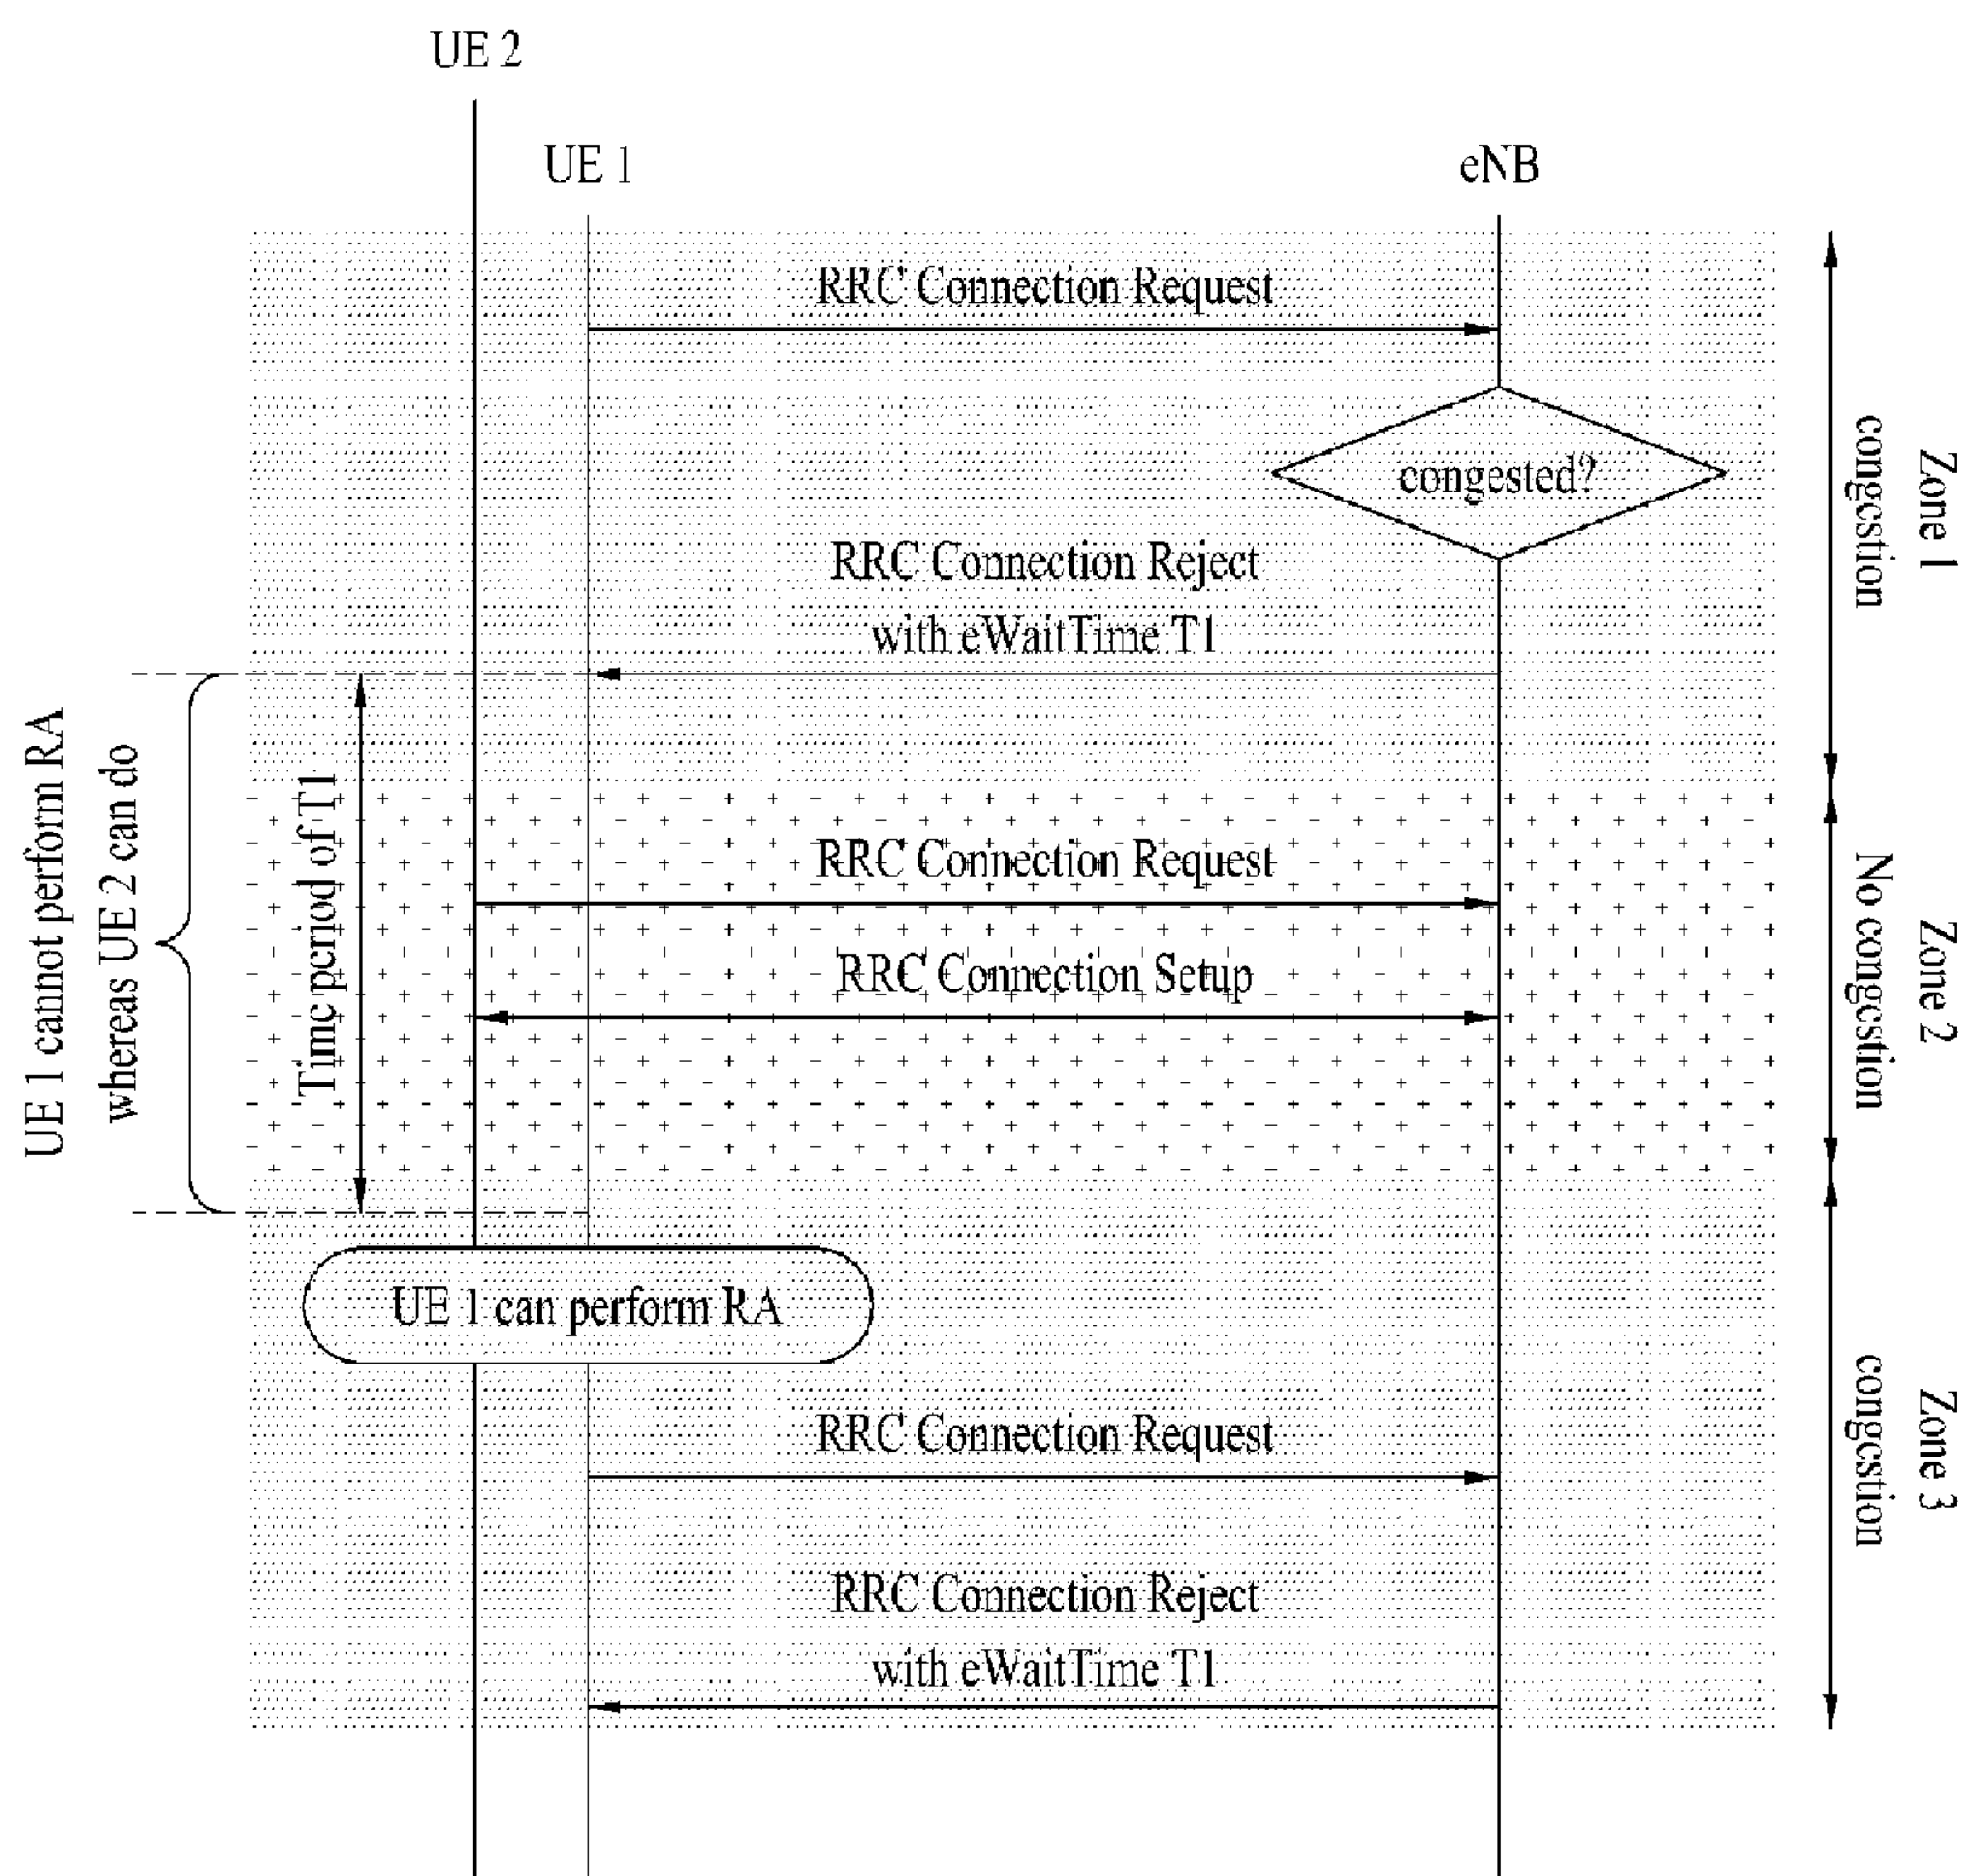 UE 2
UE 1
eNB
RRC Connection Request
congested?
Zone 1
congestion
RRC Connection Reject
with eWaitTime T1
UE 1 cannot perform RA
whereas UE 2 can do
Time period of T1
RRC Connection Request
RRC Connection Setup
Zone 2
No congestion
UE 1 can perform RA
RRC Connection Request
Zone 3
congestion
RRC Connection Reject
with eWaitTime T1